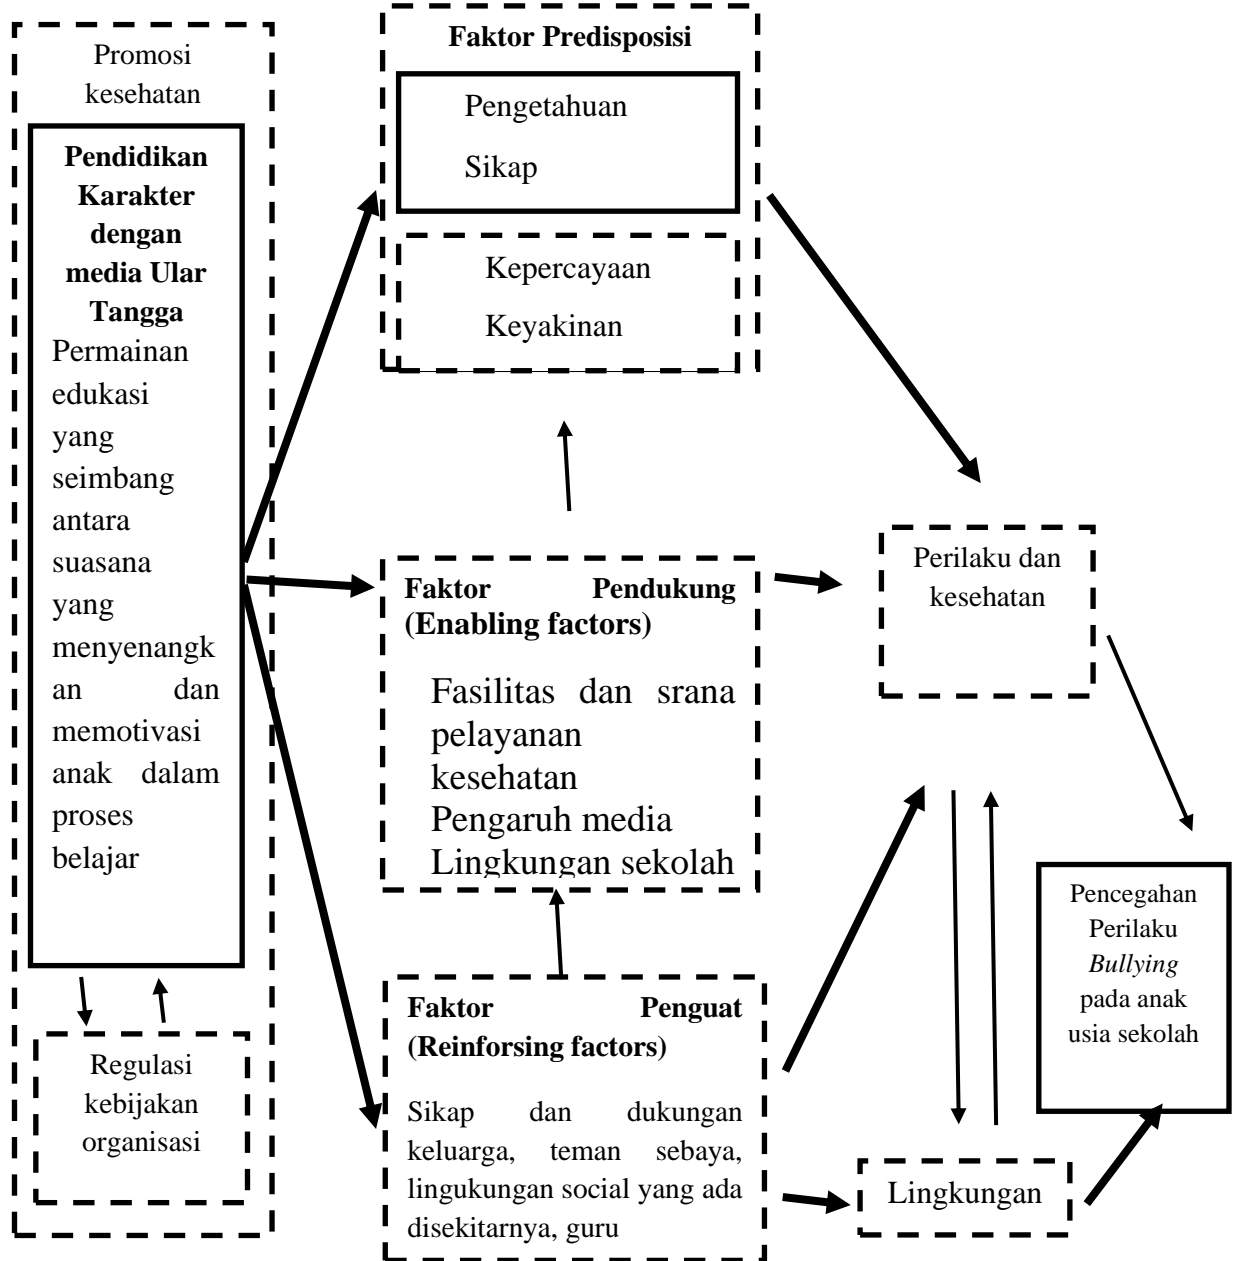 Promosi
kesehatan
Pendidikan
Karakter
dengan
media Ular
Tangga
Permainan
edukasi
yang
seimbang
antara
suasana
yang
menyenangk
an dan
memotivasi
anak dalam
proses
belajar
Regulasi
kebijakan
organisasi
Faktor Predisposisi
Pengetahuan
Sikap
Kepercayaan
Keyakinan
Faktor Pendukung
(Enabling factors)
Fasilitas dan srana
pelayanan
kesehatan
Pengaruh media
Lingkungan sekolah
Faktor Penguat
(Reinforsing factors)
Sikap dan dukungan
keluarga, teman sebaya,
lingukungan social yang ada
disekitarnya, guru
Perilaku dan
kesehatan
Lingkungan
Pencegahan
Perilaku
Bullying
pada anak
usia sekolah